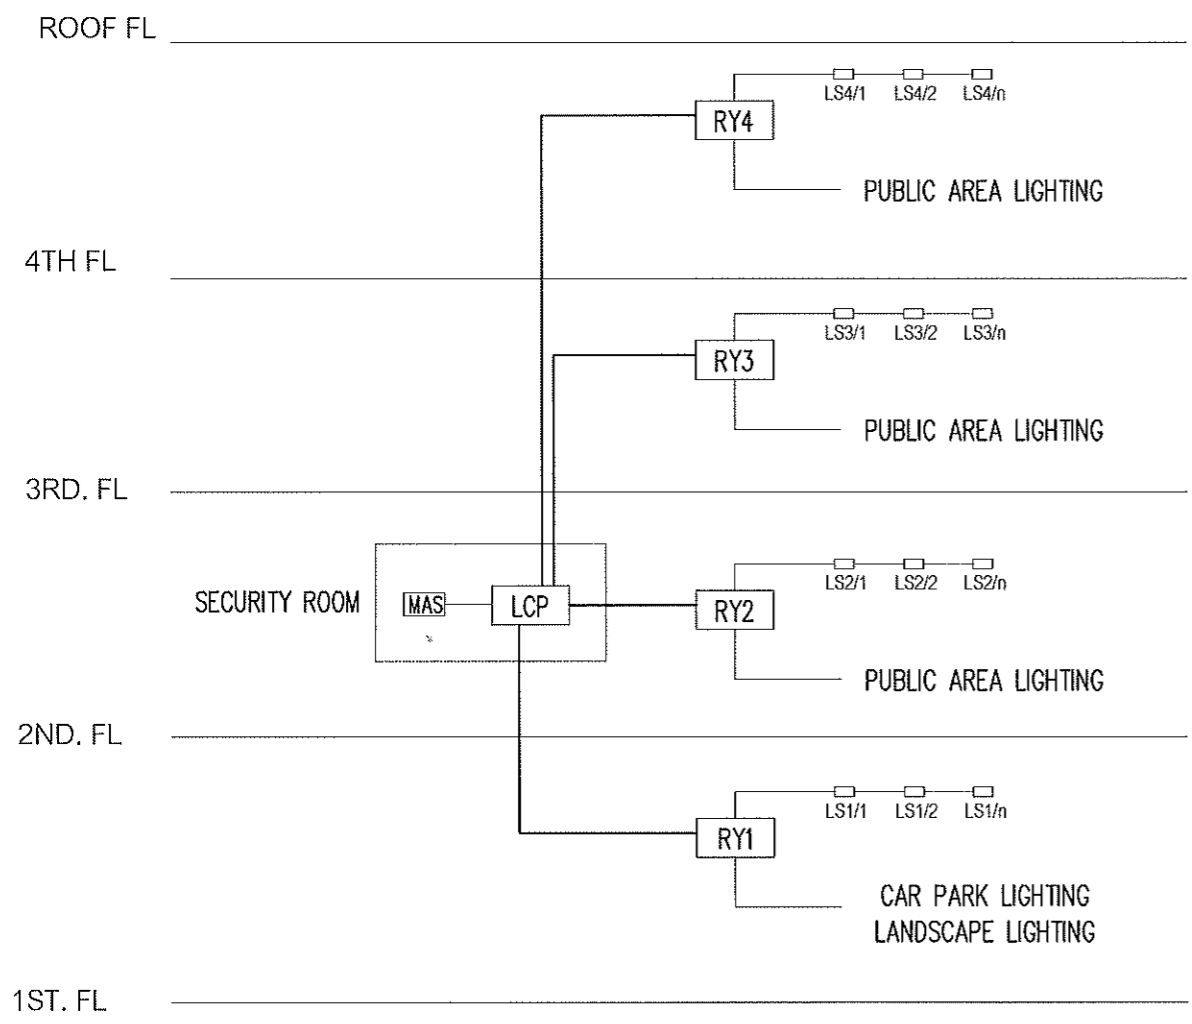 ROOF FL
LS4/1 LS4/2 LS4/n
RY4
PUBLIC AREA LIGHTING
4TH FL
LS3/1 LS3/2 LS3/n
RY3
PUBLIC AREA LIGHTING
3RD. FL
LS2/1 LS2/2 LS2/n
SECURITY ROOM MAS LCP RY2
PUBLIC AREA LIGHTING
2ND. FL
LS1/1 LS1/2 LS1/n
RY1
CAR PARK LIGHTING
LANDSCAPE LIGHTING
1ST. FL